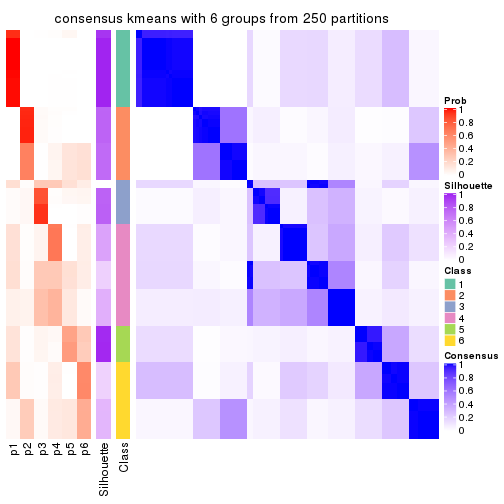 consensus kmeans with 6 groups from 250 partitions
Prob
1
0.8
0.6
0.4
0.2
0
Silhouette
1
0.8
0.6
0.4
0.2
0
Class
1
2
3
4
5
6
Consensus
1
0.8
0.6
0.4
0.2
0
p1
p2
p3
p4
p5
p6
Silhouette
Class